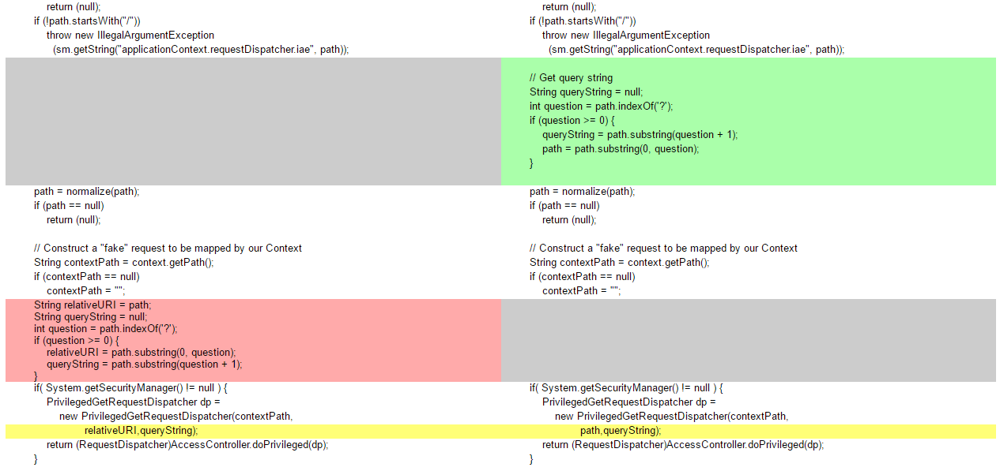 return (null);
if (!path.startsWith("/"))
throw new IllegalArgumentException
(sm.getString("applicationContext.requestDispatcher.iae", path));
path = normalize(path);
if (path == null)
return (null);
// Construct a "fake" request to be mapped by our Context
String contextPath = context.getPath();
if (contextPath == null)
contextPath = "";
String relativeURI = path;
String queryString = null;
int question = path.indexOf('?');
if (question >= 0) {
relativeURI = path.substring(0, question);
queryString = path.substring(question + 1);
}
if( System.getSecurityManager() != null ) {
PrivilegedGetRequestDispatcher dp =
new PrivilegedGetRequestDispatcher(contextPath,
relativeURI,queryString);
return (RequestDispatcher)AccessController.doPrivileged(dp);
}
return (null);
if (!path.startsWith("/"))
throw new IllegalArgumentException
(sm.getString("applicationContext.requestDispatcher.iae", path));
// Get query string
String queryString = null;
int question = path.indexOf('?');
if (question >= 0) {
queryString = path.substring(question + 1);
path = path.substring(0, question);
}
path = normalize(path);
if (path == null)
return (null);
// Construct a "fake" request to be mapped by our Context
String contextPath = context.getPath();
if (contextPath == null)
contextPath = "";
if( System.getSecurityManager() != null ) {
PrivilegedGetRequestDispatcher dp =
new PrivilegedGetRequestDispatcher(contextPath,
path,queryString);
return (RequestDispatcher)AccessController.doPrivileged(dp);
}